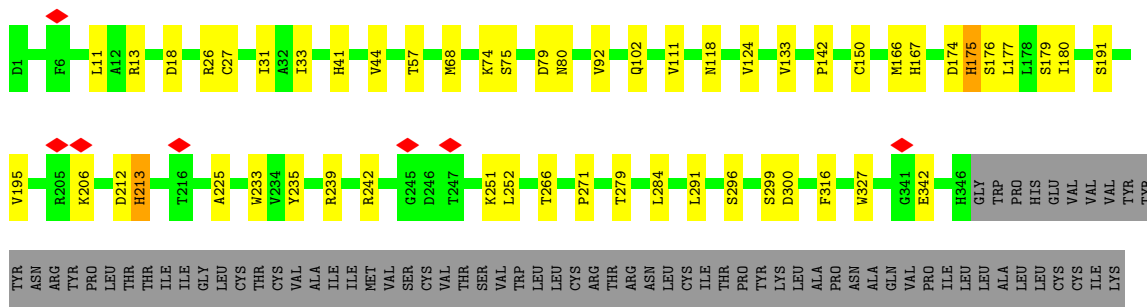 D1 F6 L11 A12 R13 D18 R26 C27 I31 A32 I33 H41 V44 T57 M68 K74 S75 D79 N80 V92 Q102 V111 N118 V124 V133 P142 C150 M166 H167 D174 H175 S176 L177 L178 S179 I180 S191
V195 R205 K206 D212 H213 T216 A225 W233 V234 Y235 R239 R242 G245 D246 T247 K251 L252 T266 P271 T279 L284 L291 S296 S299 D300 F316 W327 G341 E342 H346 GLY TRP PRO HIS GLU VAL VAL VAL TYR TYR
TYR ASN ARG TYR PRO LEU THR THR ILE ILE GLY LEU CYS THR CYS VAL ALA ILE ILE MET VAL SER CYS VAL THR SER VAL TRP LEU LEU CYS ARG THR ARG ASN LEU CYS ILE THR PRO TYR LYS LEU ALA PRO ASN ALA GLN VAL PRO ILE LEU LEU ALA LEU LEU CYS CYS ILE LYS